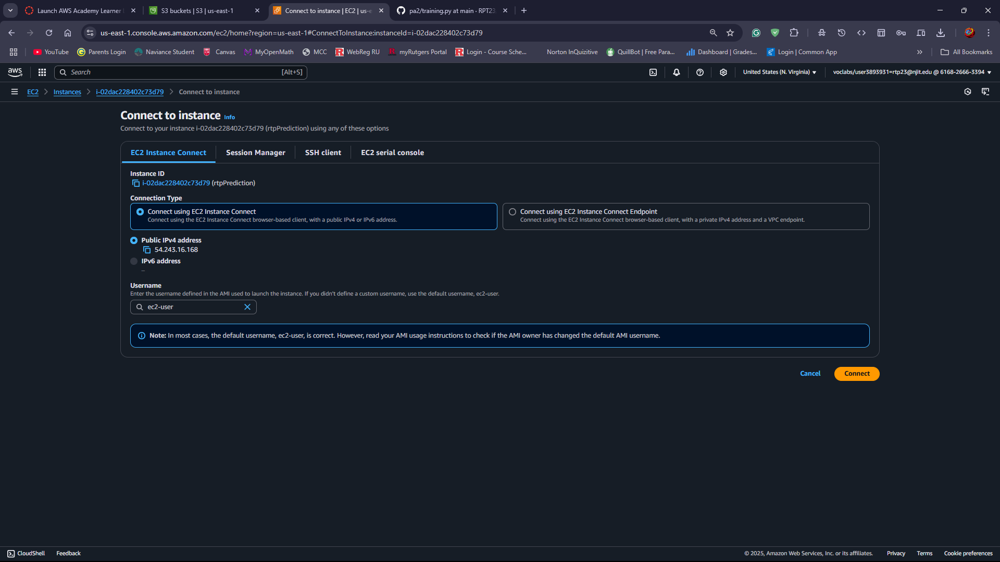 Launch AWS Academy Learner
S3 buckets | S3 | us-east-1
Connect to instance | EC2 | us-e
pa2/training.py at main · RPT23
us-east-1.console.aws.amazon.com/ec2/home?region=us-east-1#ConnectToInstance:instanceId=i-02dac228402c73d79
YouTube
Parents Login
Naviance Student
Canvas
MyOpenMath
MCC
WebReg RU
myRutgers Portal
Login - Course Sche...
Norton InQuizitive
QuillBot | Free Para...
Dashboard | Grades...
Login | Common App
All Bookmarks
aws
Search
[Alt+S]
United States (N. Virginia)
voclabs/user3893931=rtp23@njit.edu @ 6168-2666-3394
EC2
Instances
i-02dac228402c73d79
Connect to instance
Connect to instance Info
Connect to your instance i-02dac228402c73d79 (rtpPrediction) using any of these options
EC2 Instance Connect
Session Manager
SSH client
EC2 serial console
Instance ID
i-02dac228402c73d79 (rtpPrediction)
Connection Type
Connect using EC2 Instance Connect
Connect using the EC2 Instance Connect browser-based client, with a public IPv4 or IPv6 address.
Connect using EC2 Instance Connect Endpoint
Connect using the EC2 Instance Connect browser-based client, with a private IPv4 address and a VPC endpoint.
Public IPv4 address
54.243.16.168
IPv6 address
–
Username
Enter the username defined in the AMI used to launch the instance. If you didn't define a custom username, use the default username, ec2-user.
ec2-user
Note: In most cases, the default username, ec2-user, is correct. However, read your AMI usage instructions to check if the AMI owner has changed the default AMI username.
Cancel
Connect
CloudShell
Feedback
© 2025, Amazon Web Services, Inc. or its affiliates.
Privacy
Terms
Cookie preferences